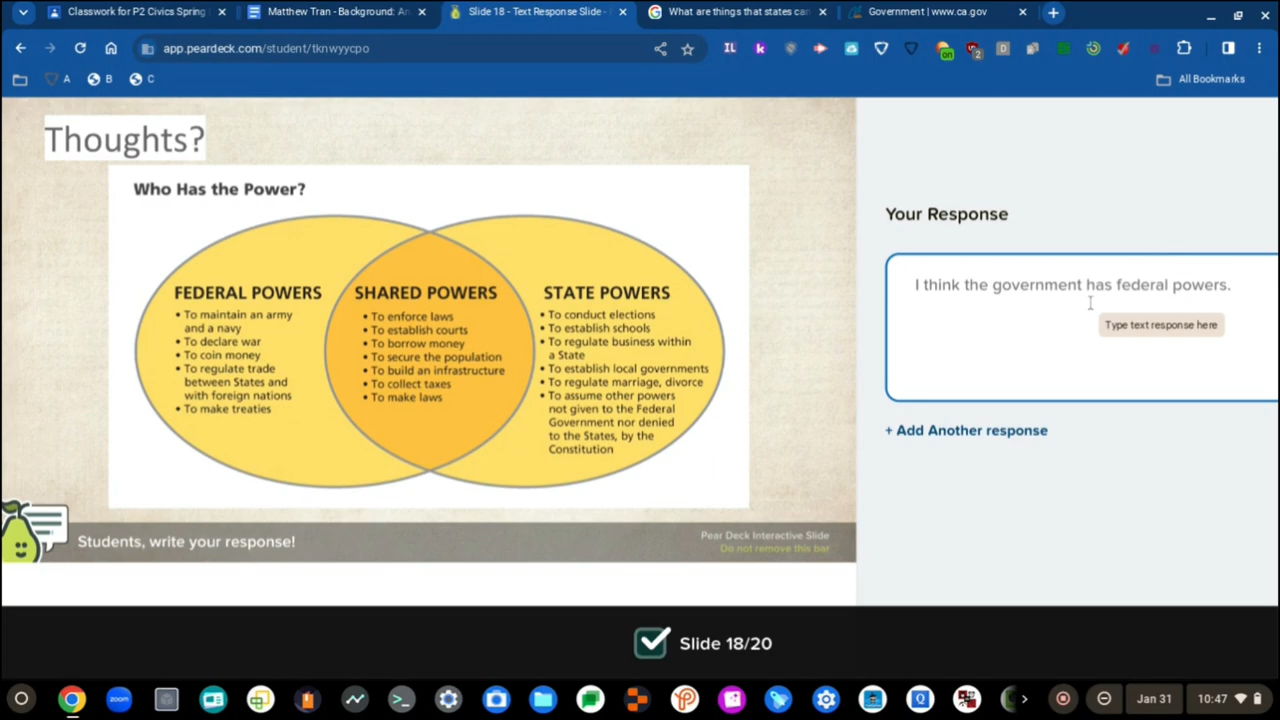 Classwork for P2 Civics Spring
Matthew Tran - Background: An
Slide 18 - Text Response Slide -
What are things that states can
Government | www.ca.gov
app.peardeck.com/student/tknwyycpo
A
B
C
All Bookmarks
IL
k
on
2
D
Thoughts?
Who Has the Power?
FEDERAL POWERS
• To maintain an army
and a navy
• To declare war
• To coin money
• To regulate trade
between States and
with foreign nations
• To make treaties
SHARED POWERS
• To enforce laws
• To establish courts
• To borrow money
• To secure the population
• To build an infrastructure
• To collect taxes
• To make laws
STATE POWERS
• To conduct elections
• To establish schools
• To regulate business within
a State
• To establish local governments
• To regulate marriage, divorce
• To assume other powers
not given to the Federal
Government nor denied
to the States, by the
Constitution
Students, write your response!
Pear Deck Interactive Slide
Do not remove this bar
Your Response
I think the government has federal powers.
Type text response here
+ Add Another response
Slide 18/20
zoom
Q
Jan 31
10:47